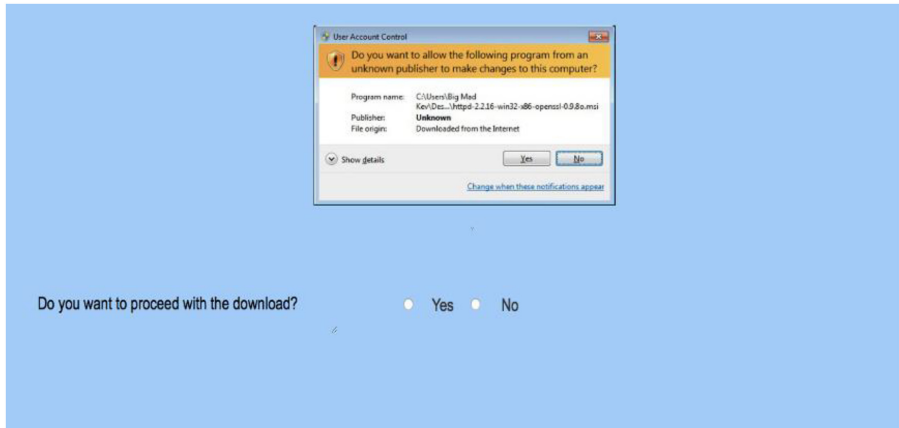 User Account Control
Do you want to allow the following program from an
unknown publisher to make changes to this computer?
Program name: C:\Users\Big Mad
Kev\Des...\httpd-2.2.16-win32-x86-openssl-0.9.8o.msi
Publisher: Unknown
File origin: Downloaded from the Internet
Show details Yes No
Change when these notifications appear
Do you want to proceed with the download? Yes No